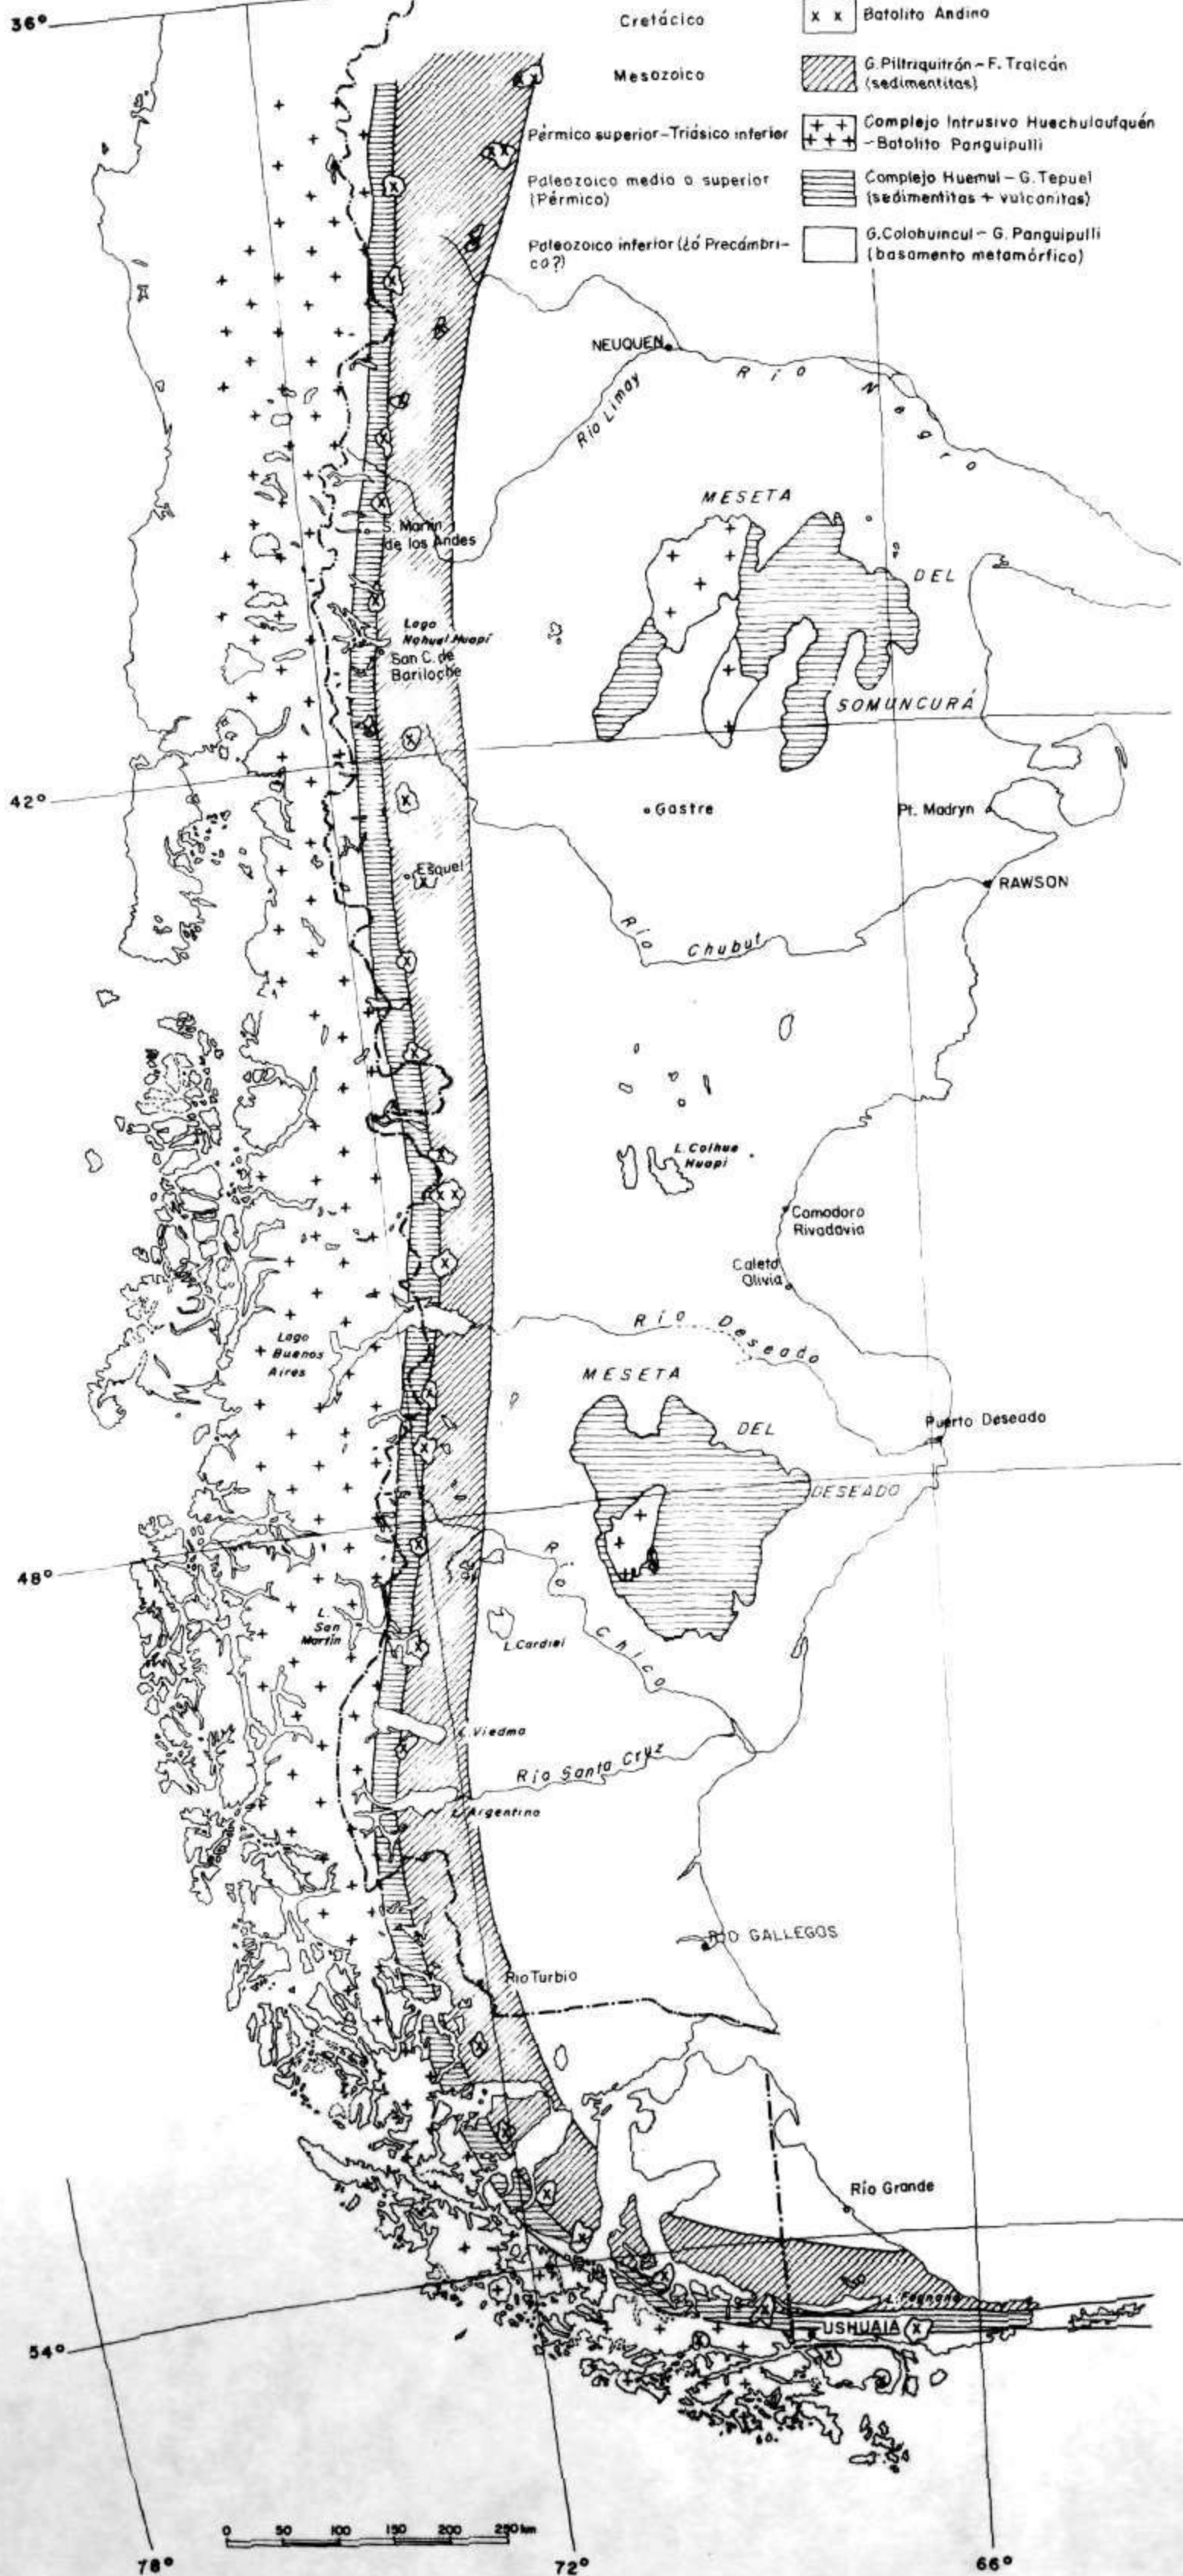 36°
Cretácico
x x
Batolito Andino
Mesozoico
G. Piltriquitrón - F. Tralcán
(sedimentitas)
Pérmico superior - Triásico inferior
Complejo Intrusivo Huechulaufquén
- Batolito Panguipulli
Paleozoico medio a superior
(Pérmico)
Complejo Huemul - G. Tepuel
(sedimentitas + vulcanitas)
Paleozoico inferior (¿ó Precámbri-
co?)
G. Colohuincul - G. Panguipulli
(basamento metamórfico)
NEUQUEN
Río Negro
Río Limay
MESETA
DEL
SOMUNCURÁ
S. Martín
de los Andes
Lago
Nahuel Huapí
San C. de
Bariloche
42°
Gastre
Pt. Madryn
Esquel
RAWSON
Río Chubut
L. Colhue
Huapi
Comodoro
Rivadavia
Caleta
Olivia
Río Deseado
Lago
Buenos
Aires
MESETA
DEL
DESEADO
Puerto Deseado
48°
Río Chico
L.
San
Martín
L. Cardiel
L. Viedma
Río Santa Cruz
L. Argentino
RIO GALLEGOS
Río Turbio
Río Grande
L. Fagnano
USHUAIA
54°
0 50 100 150 200 250 km
78°
72°
66°